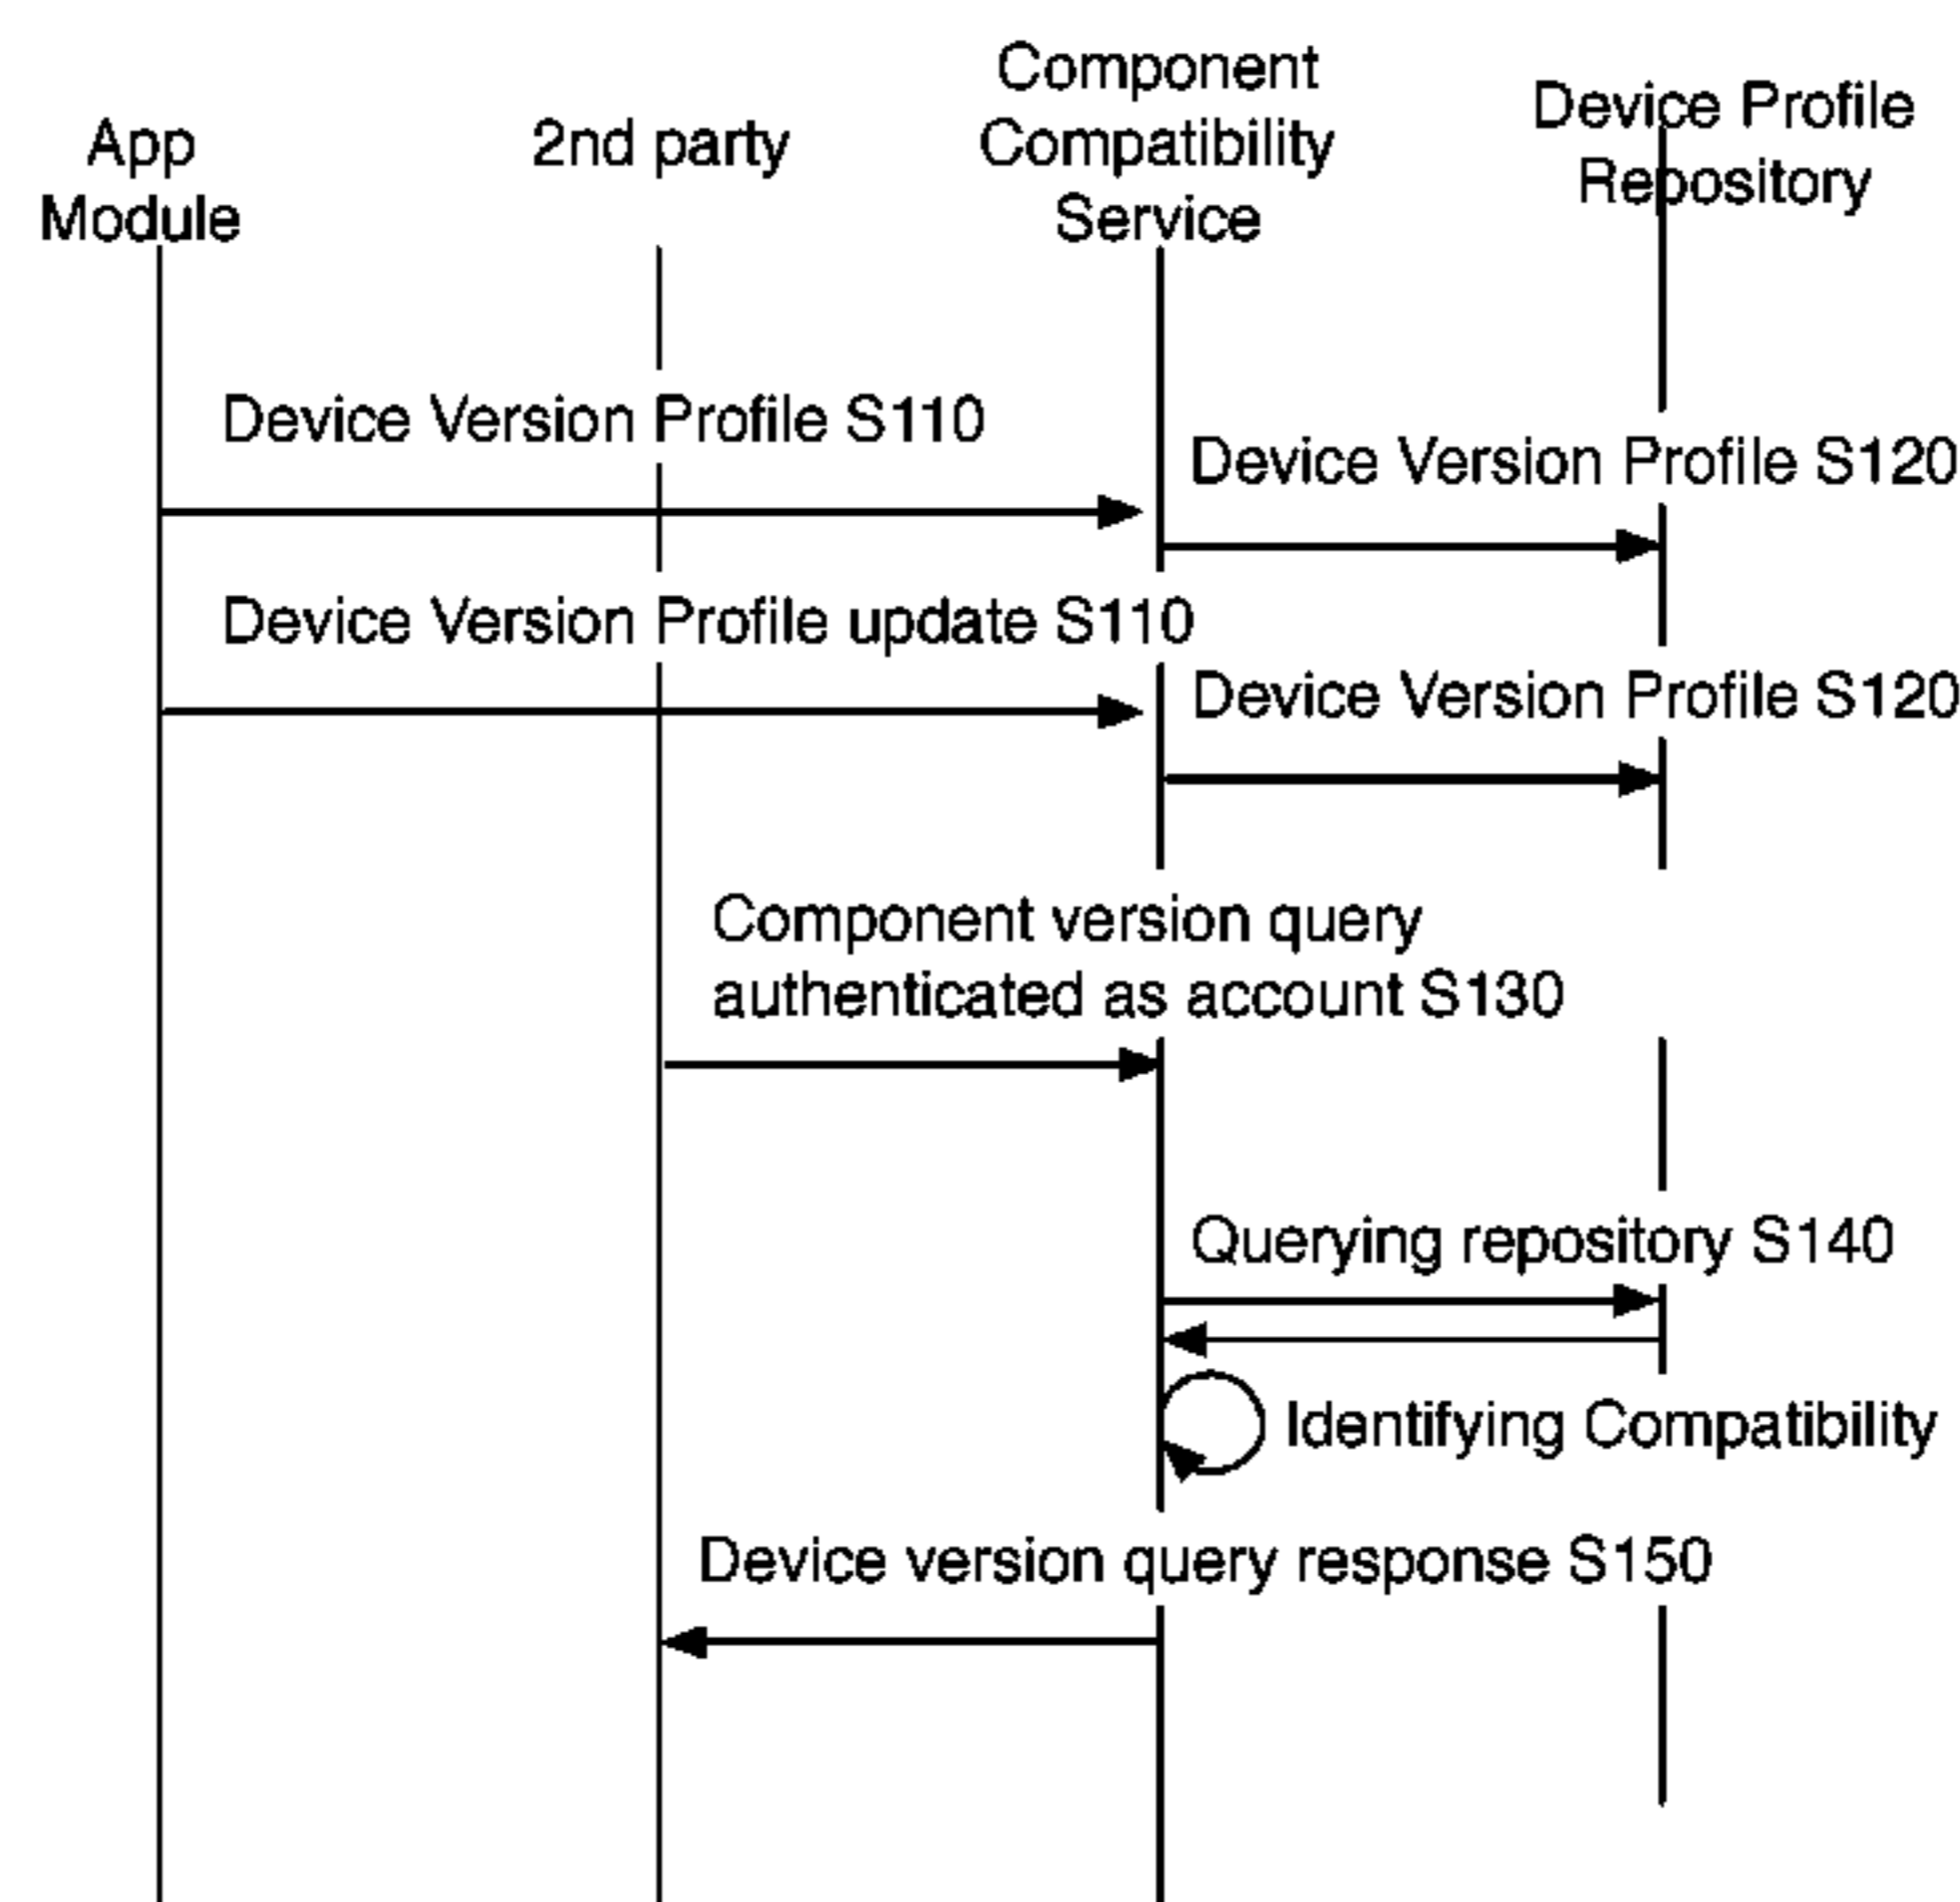 App
Module
2nd party
Component
Compatibility
Service
Device Profile
Repository
Device Version Profile S110
Device Version Profile S120
Device Version Profile update S110
Device Version Profile S120
Component version query
authenticated as account S130
Querying repository S140
Identifying Compatibility
Device version query response S150